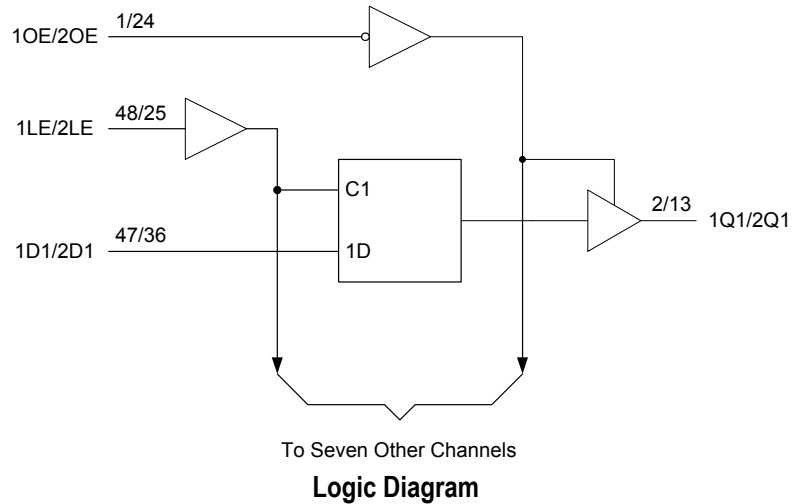 1OE/2OE 1/24
1LE/2LE 48/25
C1
2/13
1Q1/2Q1
1D1/2D1 47/36
1D
To Seven Other Channels
Logic Diagram